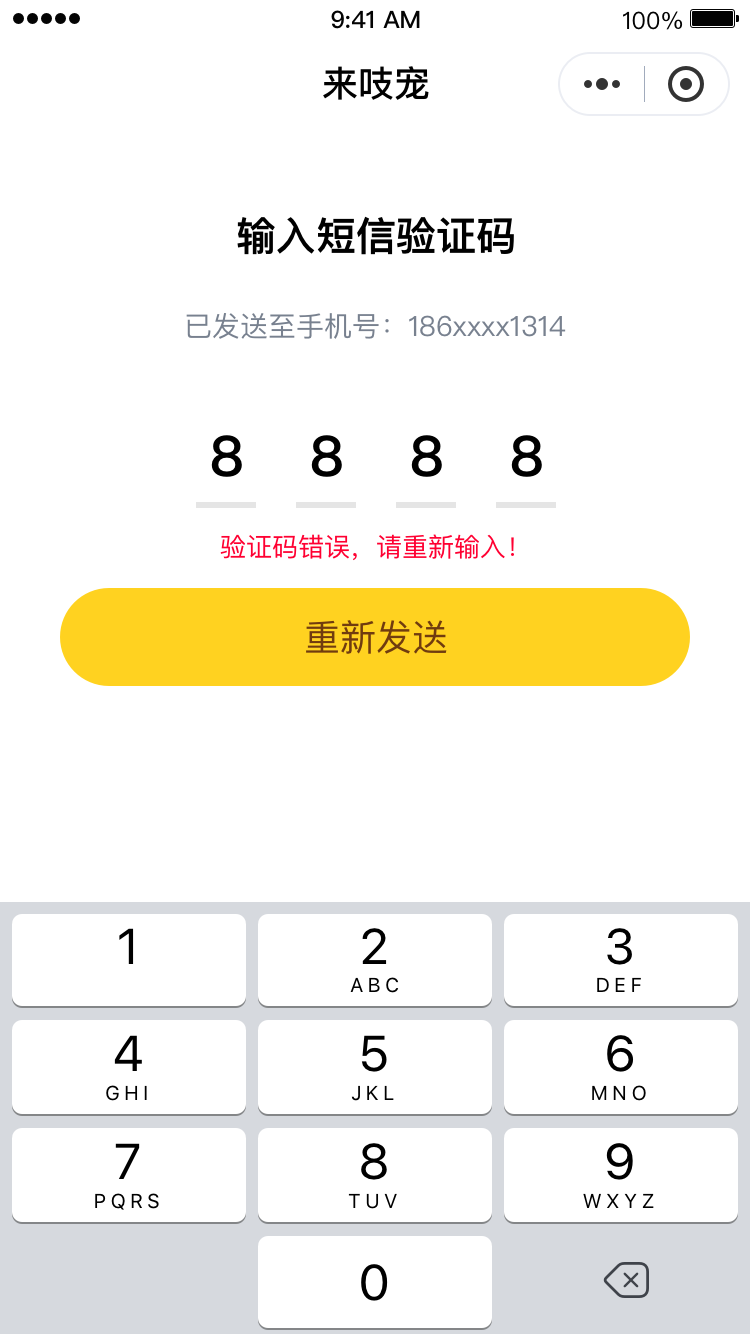 9:41 AM 100%
来吱宠
输入短信验证码
已发送至手机号：186xxxx1314
8 8 8 8
验证码错误，请重新输入！
重新发送
1 2 3
ABC DEF
4 5 6
GHI JKL MNO
7 8 9
PQRS TUV WXYZ
0